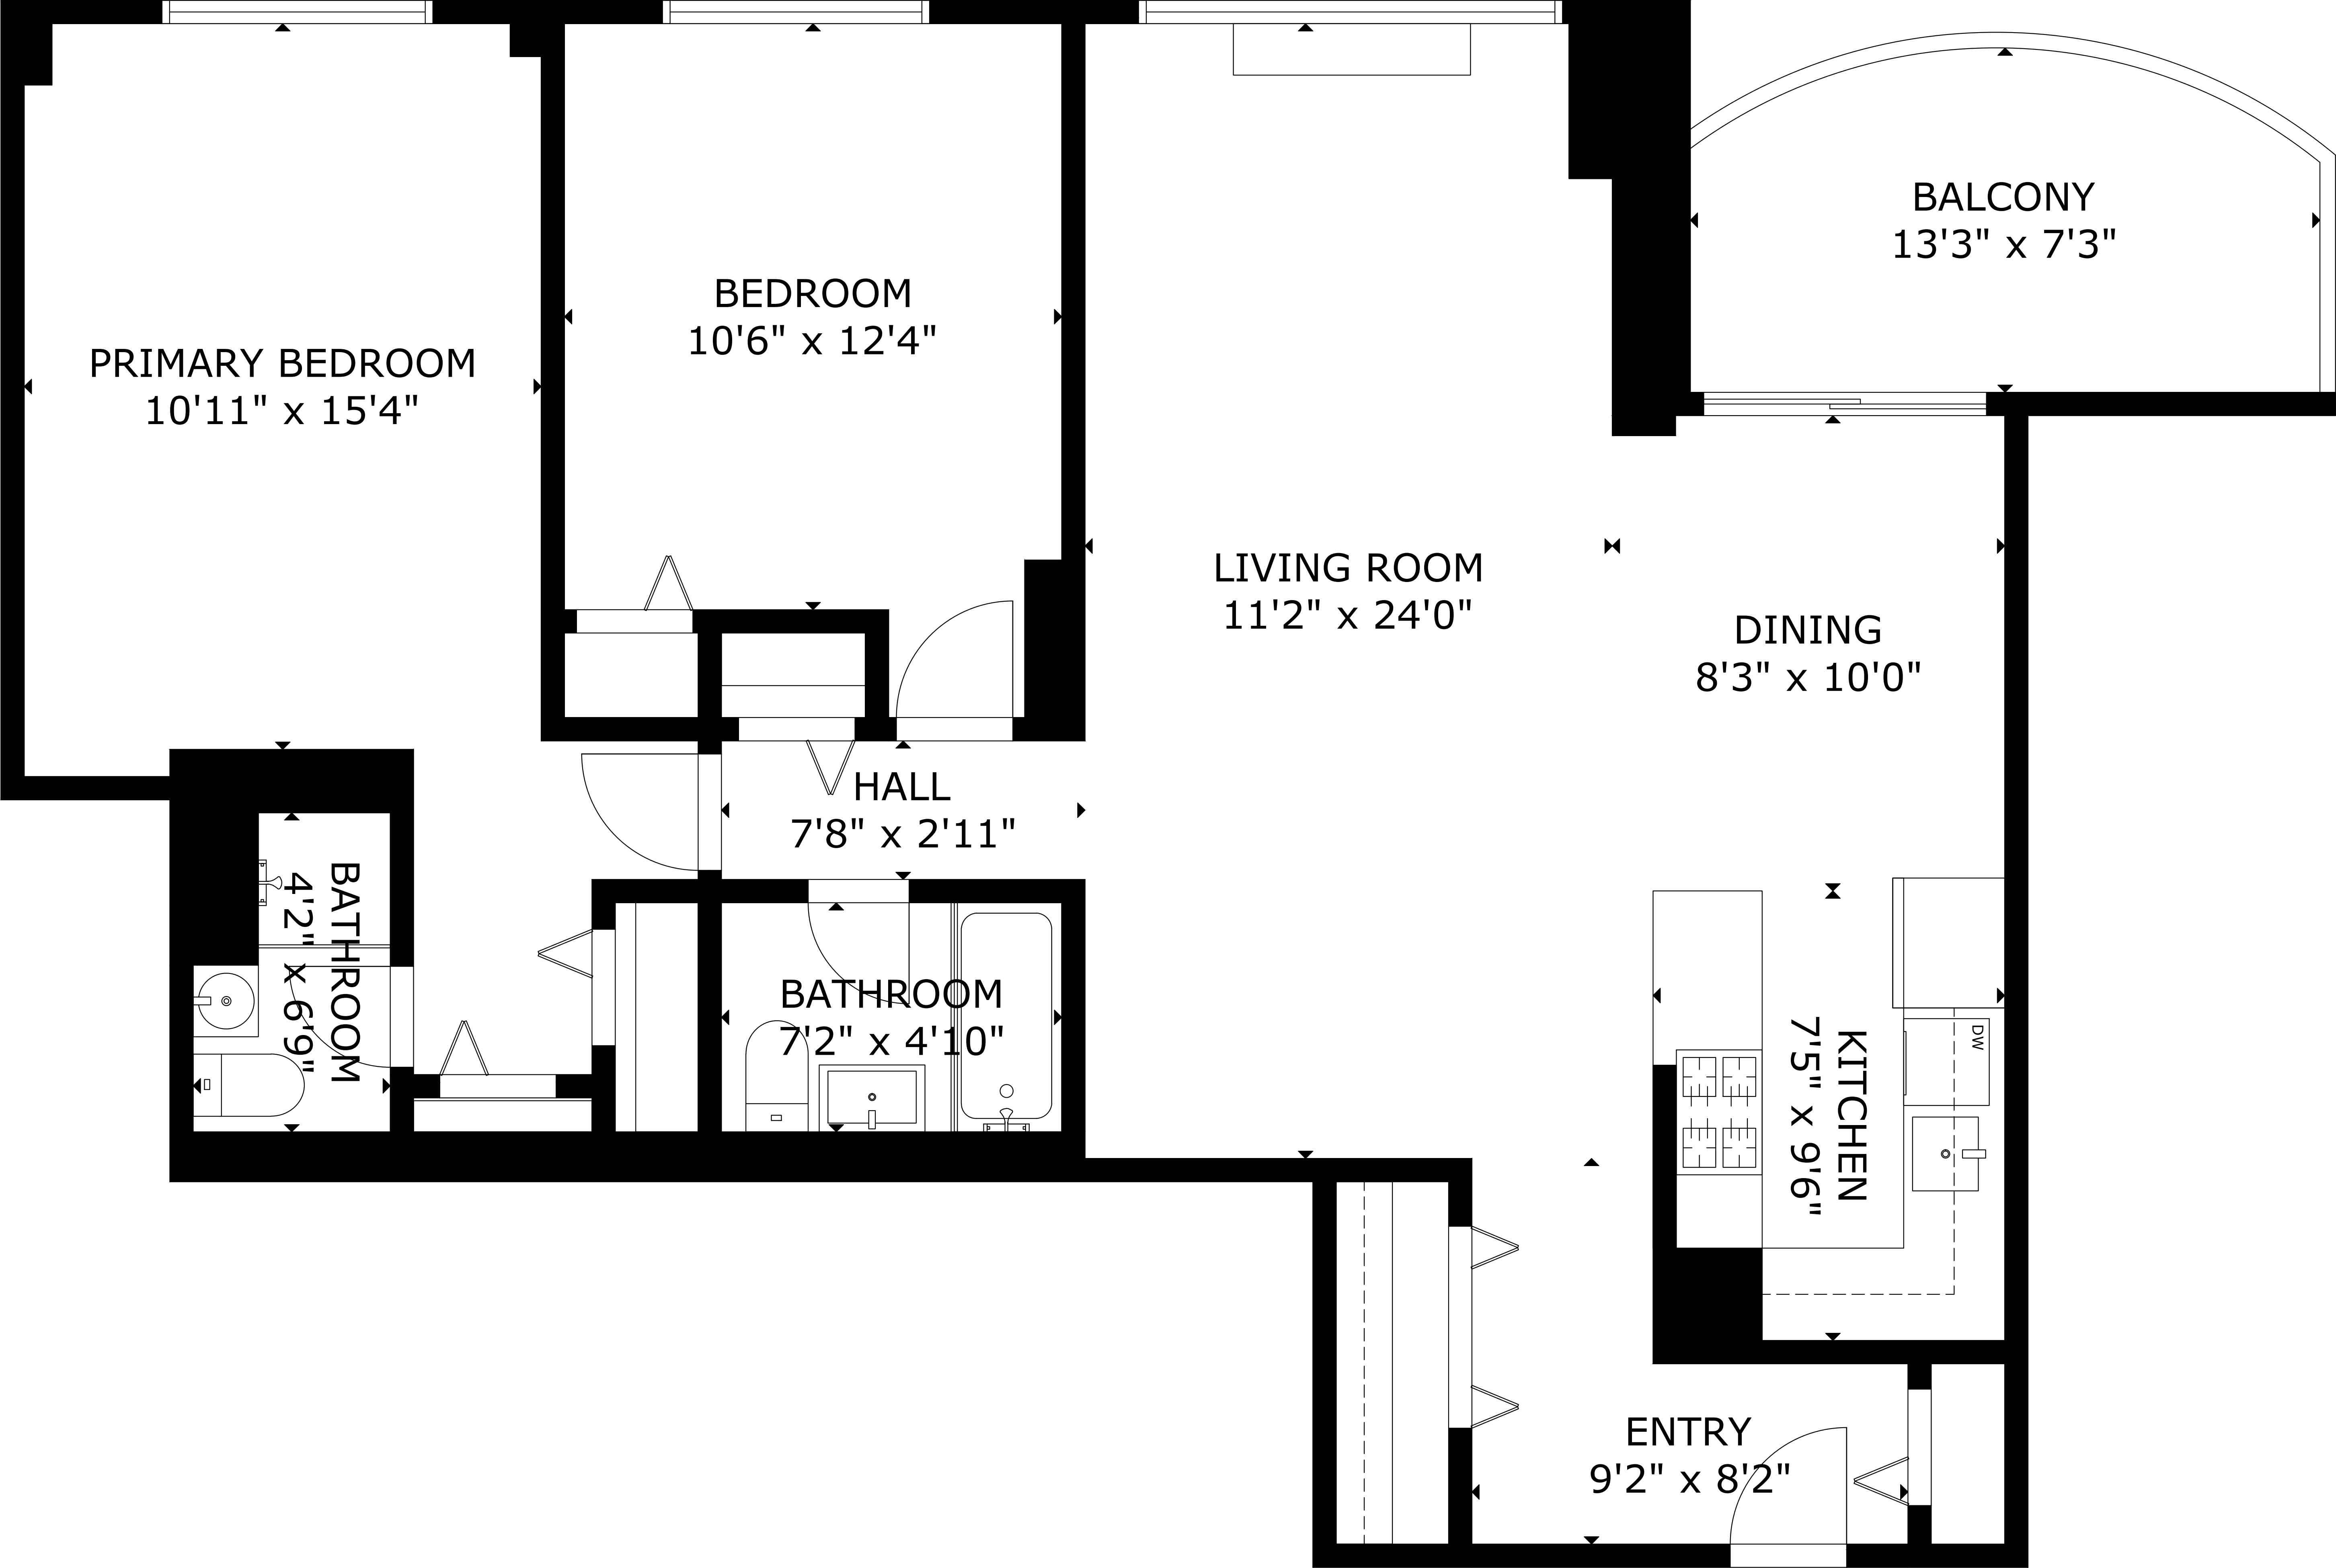 BALCONY
13'3" x 7'3"
BEDROOM
10'6" x 12'4"
PRIMARY BEDROOM
10'11" x 15'4"
LIVING ROOM
11'2" x 24'0"
DINING
8'3" x 10'0"
HALL
7'8" x 2'11"
BATHROOM
4'2" x 6'9"
BATHROOM
7'2" x 4'10"
DW
KITCHEN
7'5" x 9'6"
ENTRY
9'2" x 8'2"